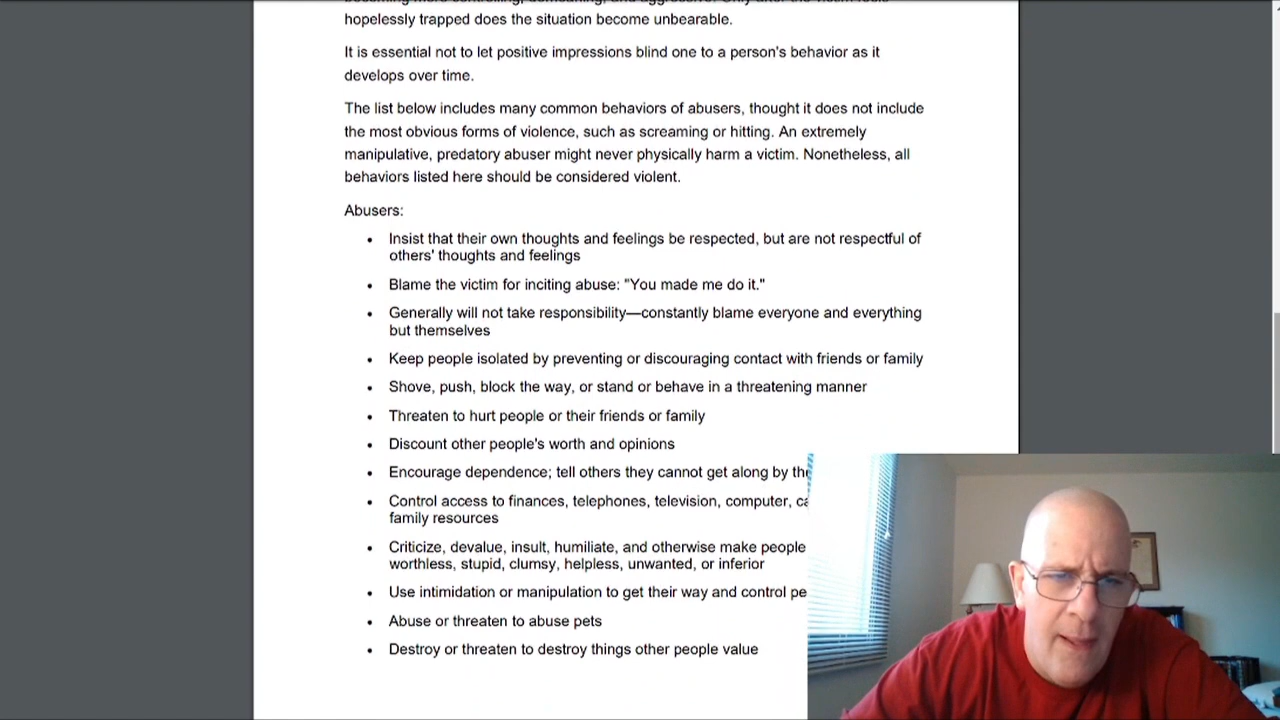 hopelessly trapped does the situation become unbearable.
It is essential not to let positive impressions blind one to a person's behavior as it
develops over time.
The list below includes many common behaviors of abusers, thought it does not include
the most obvious forms of violence, such as screaming or hitting. An extremely
manipulative, predatory abuser might never physically harm a victim. Nonetheless, all
behaviors listed here should be considered violent.
Abusers:
• Insist that their own thoughts and feelings be respected, but are not respectful of
others' thoughts and feelings
• Blame the victim for inciting abuse: "You made me do it."
• Generally will not take responsibility—constantly blame everyone and everything
but themselves
• Keep people isolated by preventing or discouraging contact with friends or family
• Shove, push, block the way, or stand or behave in a threatening manner
• Threaten to hurt people or their friends or family
• Discount other people's worth and opinions
• Encourage dependence; tell others they cannot get along by
• Control access to finances, telephones, television, computer,
family resources
• Criticize, devalue, insult, humiliate, and otherwise make people
worthless, stupid, clumsy, helpless, unwanted, or inferior
• Use intimidation or manipulation to get their way and control
• Abuse or threaten to abuse pets
• Destroy or threaten to destroy things other people value